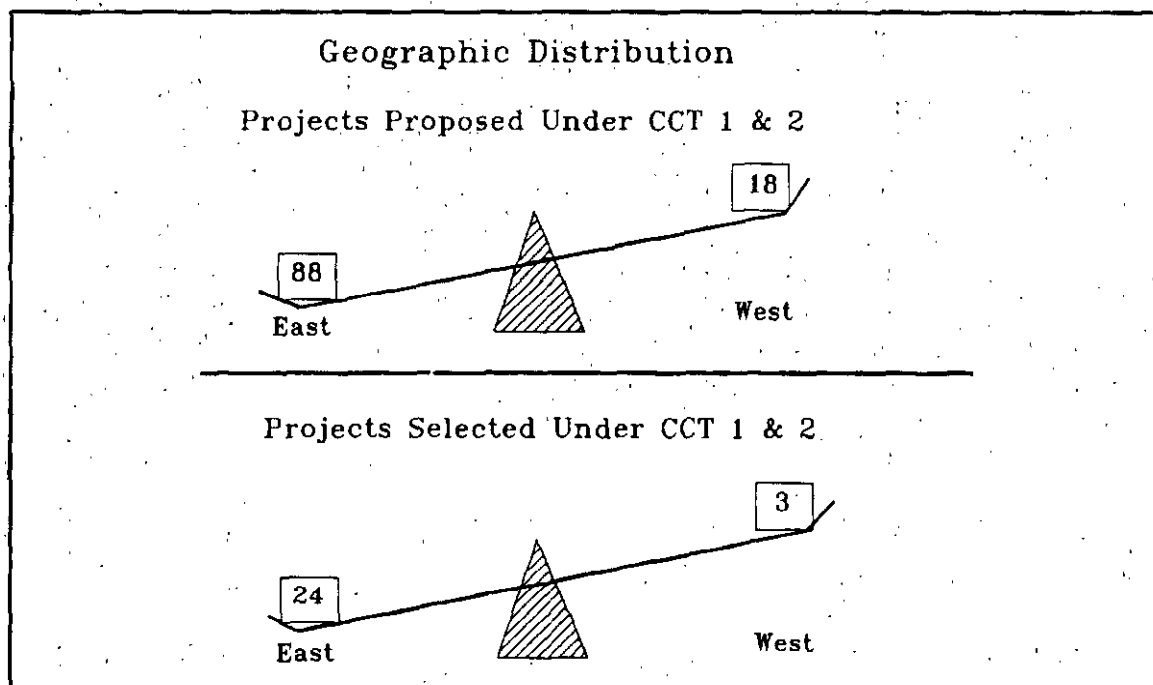 Geographic Distribution
Projects Proposed Under CCT 1 & 2
18
88
East
West
Projects Selected Under CCT 1 & 2
3
24
East
West